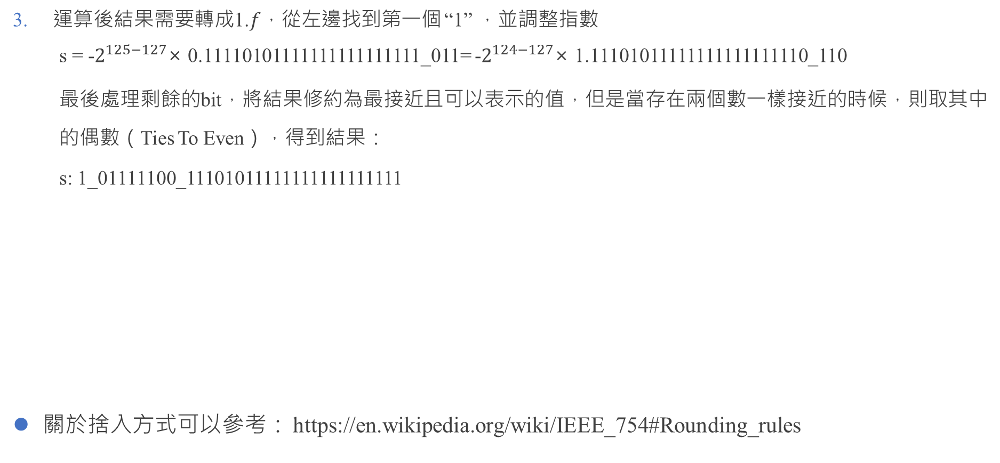 3. 運算後結果需要轉成1.f，從左邊找到第一個“1”，並調整指數
s = -2^{125−127}× 0.11110101111111111111111_011= -2^{124−127}× 1.11101011111111111111110_110
最後處理剩餘的bit，將結果修約為最接近且可以表示的值，但是當存在兩個數一樣接近的時候，則取其中
的偶數（Ties To Even），得到結果：
s: 1_01111100_11101011111111111111111
● 關於捨入方式可以參考：https://en.wikipedia.org/wiki/IEEE_754#Rounding_rules